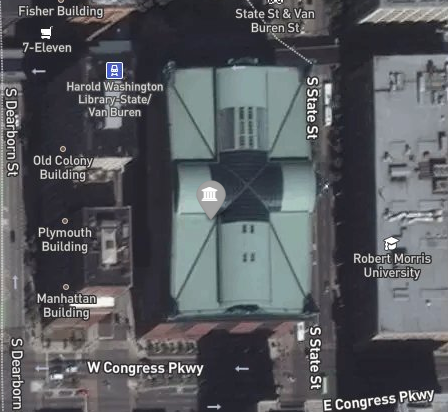 Fisher Building
State St & Van
Buren St
7-Eleven
Harold Washington
Library-State/
Van Buren
S State St
S Dearborn St
Old Colony
Building
Plymouth
Building
Robert Morris
University
Manhattan
Building
S Dearborn
S State St
W Congress Pkwy
E Congress Pkwy